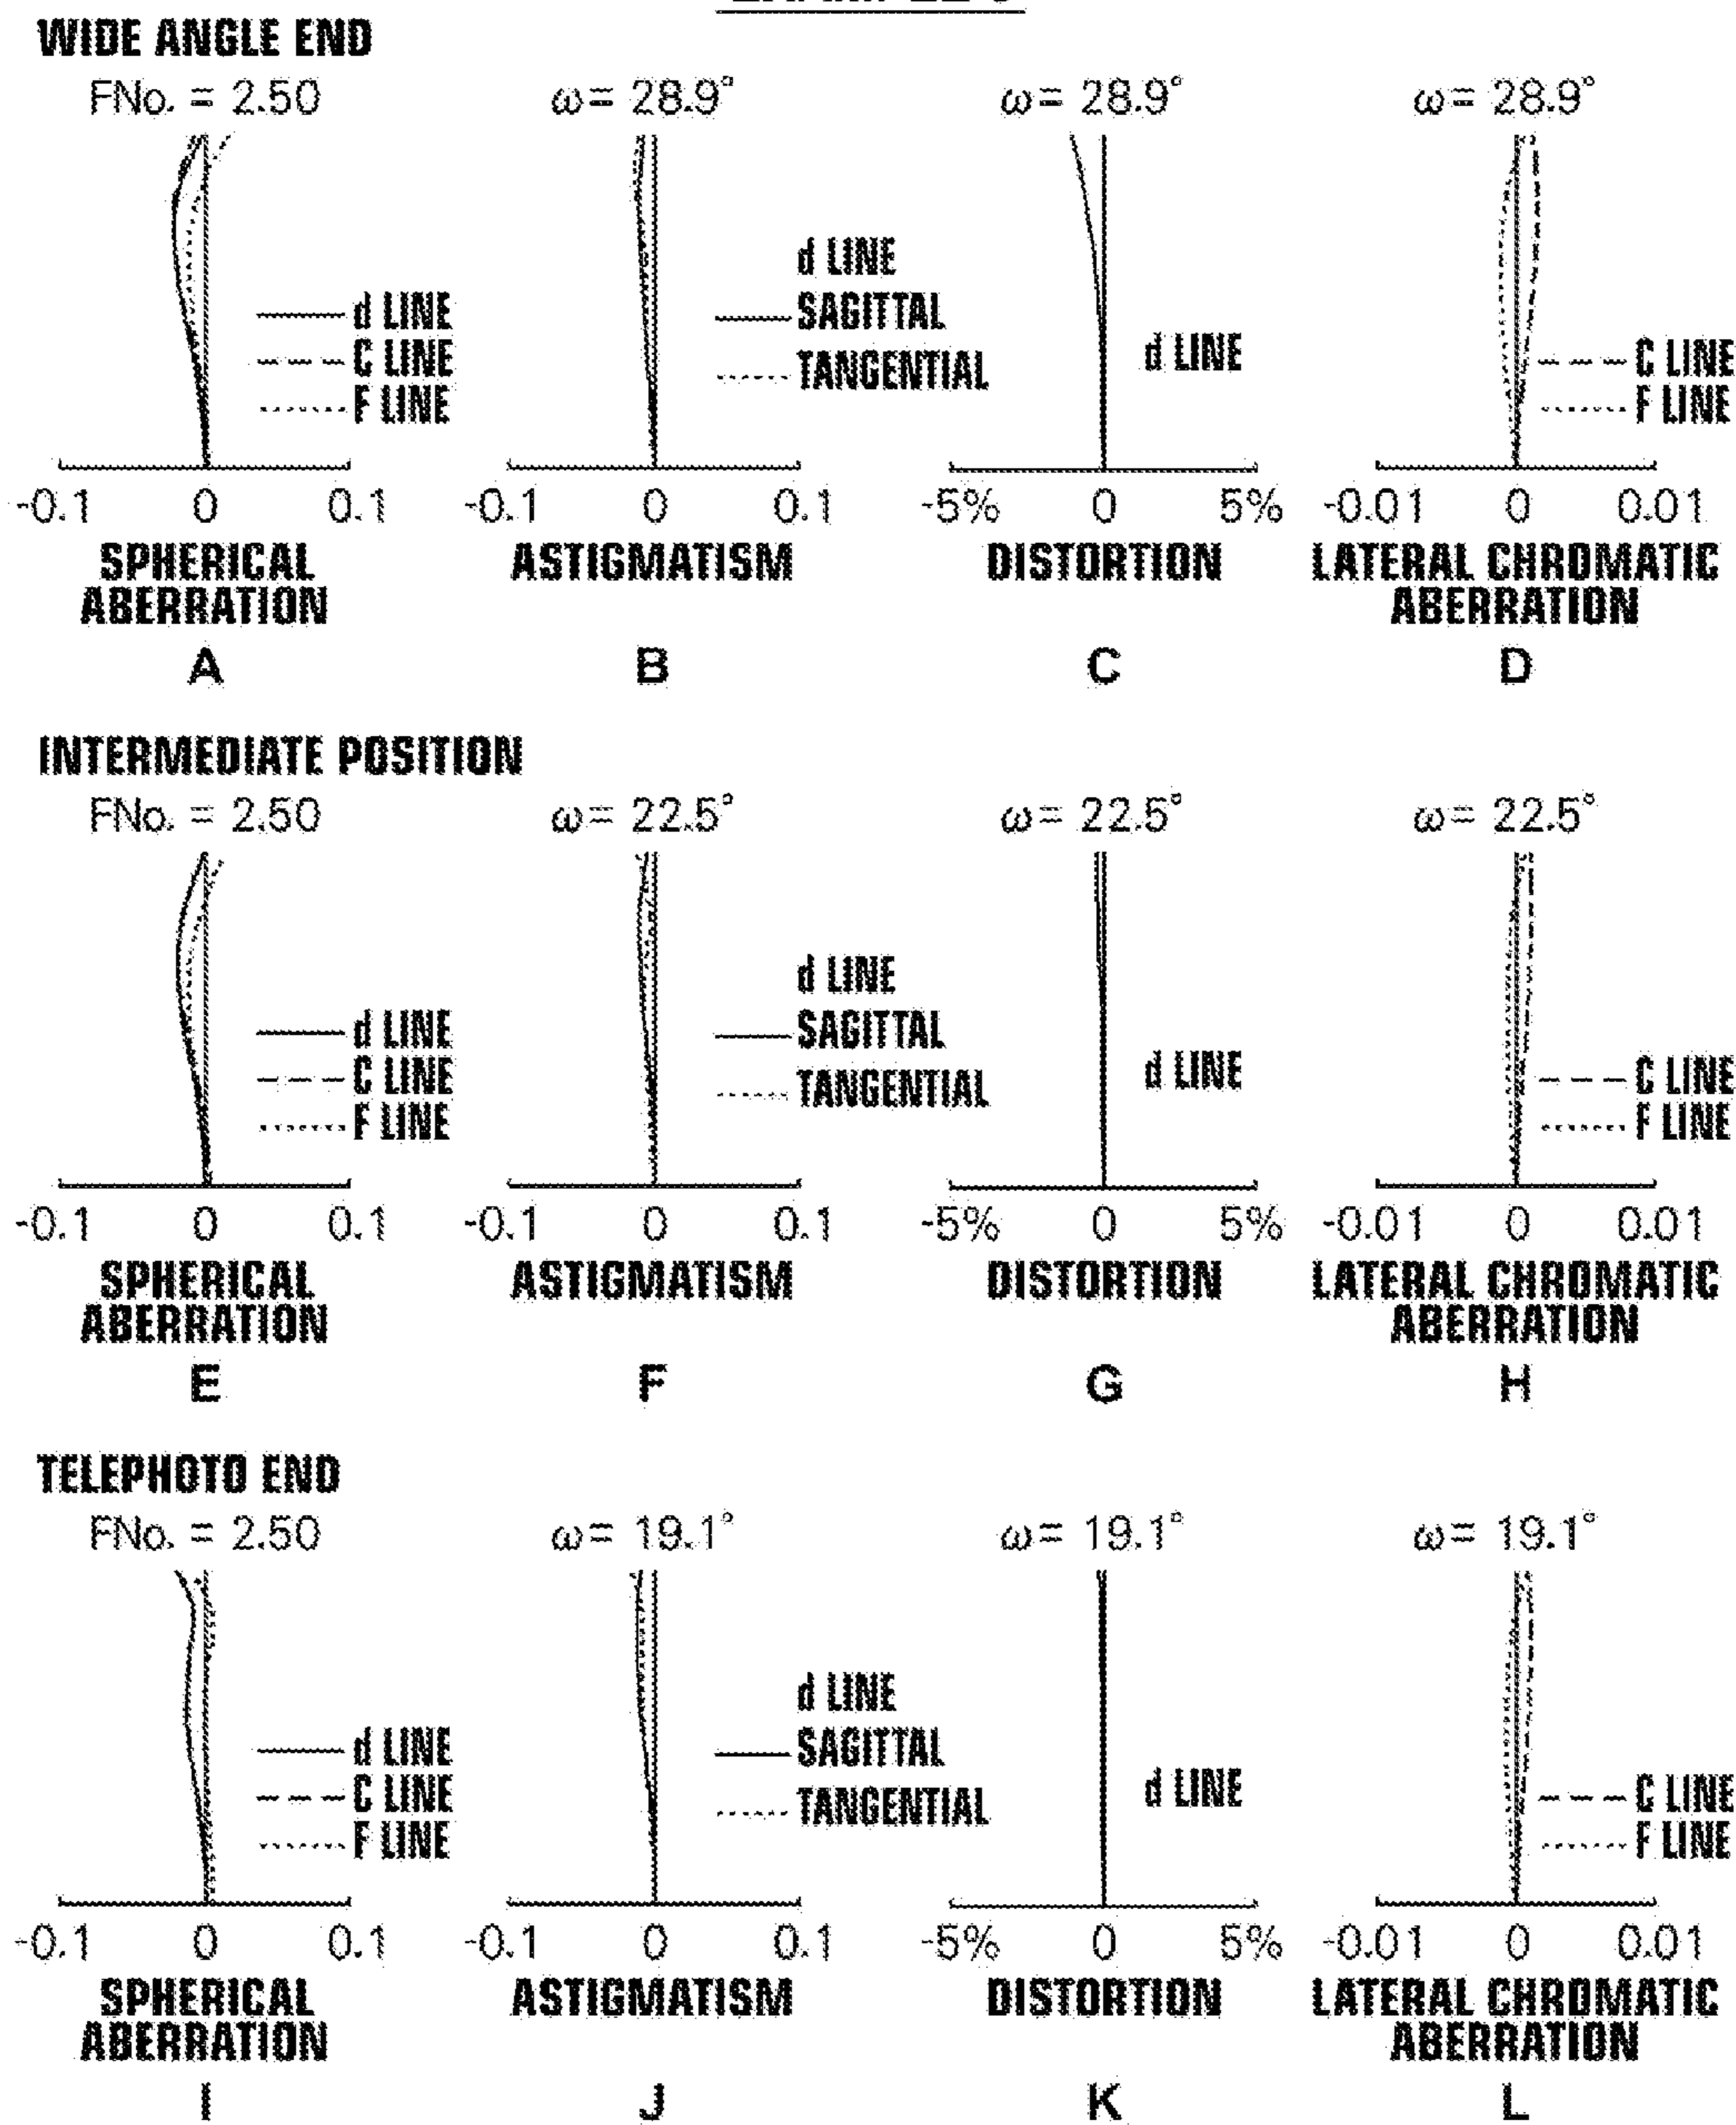 WIDE ANGLE END
FNo. = 2.50
ω = 28.9°
ω = 28.9°
ω = 28.9°
d LINE
C LINE
F LINE
d LINE
SAGITTAL
TANGENTIAL
d LINE
C LINE
F LINE
-0.1 0 0.1
-0.1 0 0.1
-5% 0 5%
-0.01 0 0.01
SPHERICAL
ABERRATION
ASTIGMATISM
DISTORTION
LATERAL CHROMATIC
ABERRATION
A
B
C
D
INTERMEDIATE POSITION
FNo. = 2.50
ω = 22.5°
ω = 22.5°
ω = 22.5°
d LINE
C LINE
F LINE
d LINE
SAGITTAL
TANGENTIAL
d LINE
C LINE
F LINE
-0.1 0 0.1
-0.1 0 0.1
-5% 0 5%
-0.01 0 0.01
SPHERICAL
ABERRATION
ASTIGMATISM
DISTORTION
LATERAL CHROMATIC
ABERRATION
E
F
G
H
TELEPHOTO END
FNo. = 2.50
ω = 19.1°
ω = 19.1°
ω = 19.1°
d LINE
C LINE
F LINE
d LINE
SAGITTAL
TANGENTIAL
d LINE
C LINE
F LINE
-0.1 0 0.1
-0.1 0 0.1
-5% 0 5%
-0.01 0 0.01
SPHERICAL
ABERRATION
ASTIGMATISM
DISTORTION
LATERAL CHROMATIC
ABERRATION
I
J
K
L